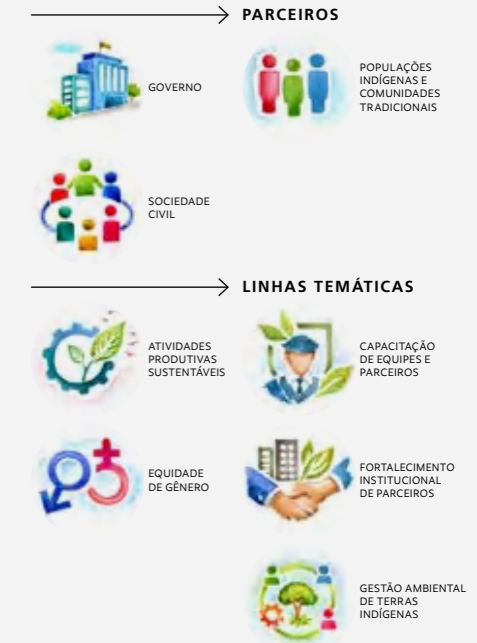 PARCEIROS
GOVERNO
POPULAÇÕES
INDÍGENAS E
COMUNIDADES
TRADICIONAIS
SOCIEDADE
CIVIL
LINHAS TEMÁTICAS
ATIVIDADES
PRODUTIVAS
SUSTENTÁVEIS
CAPACITAÇÃO
DE EQUIPES E
PARCEIROS
EQUIDADE
DE GÊNERO
FORTALECIMENTO
INSTITUCIONAL
DE PARCEIROS
GESTÃO AMBIENTAL
DE TERRAS
INDÍGENAS